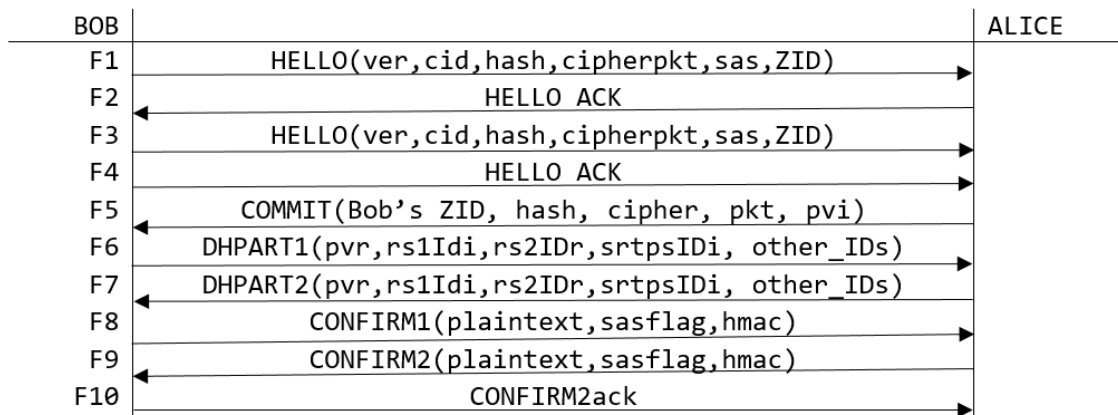 BOB ALICE
F1 HELLO(ver,cid,hash,cipherpkt,sas,ZID)
F2 HELLO ACK
F3 HELLO(ver,cid,hash,cipherpkt,sas,ZID)
F4 HELLO ACK
F5 COMMIT(Bob’s ZID, hash, cipher, pkt, pvi)
F6 DHPART1(pvr,rs1Idi,rs2IDr,srtpsIDi, other_IDs)
F7 DHPART2(pvr,rs1Idi,rs2IDr,srtpsIDi, other_IDs)
F8 CONFIRM1(plaintext,sasflag,hmac)
F9 CONFIRM2(plaintext,sasflag,hmac)
F10 CONFIRM2ack